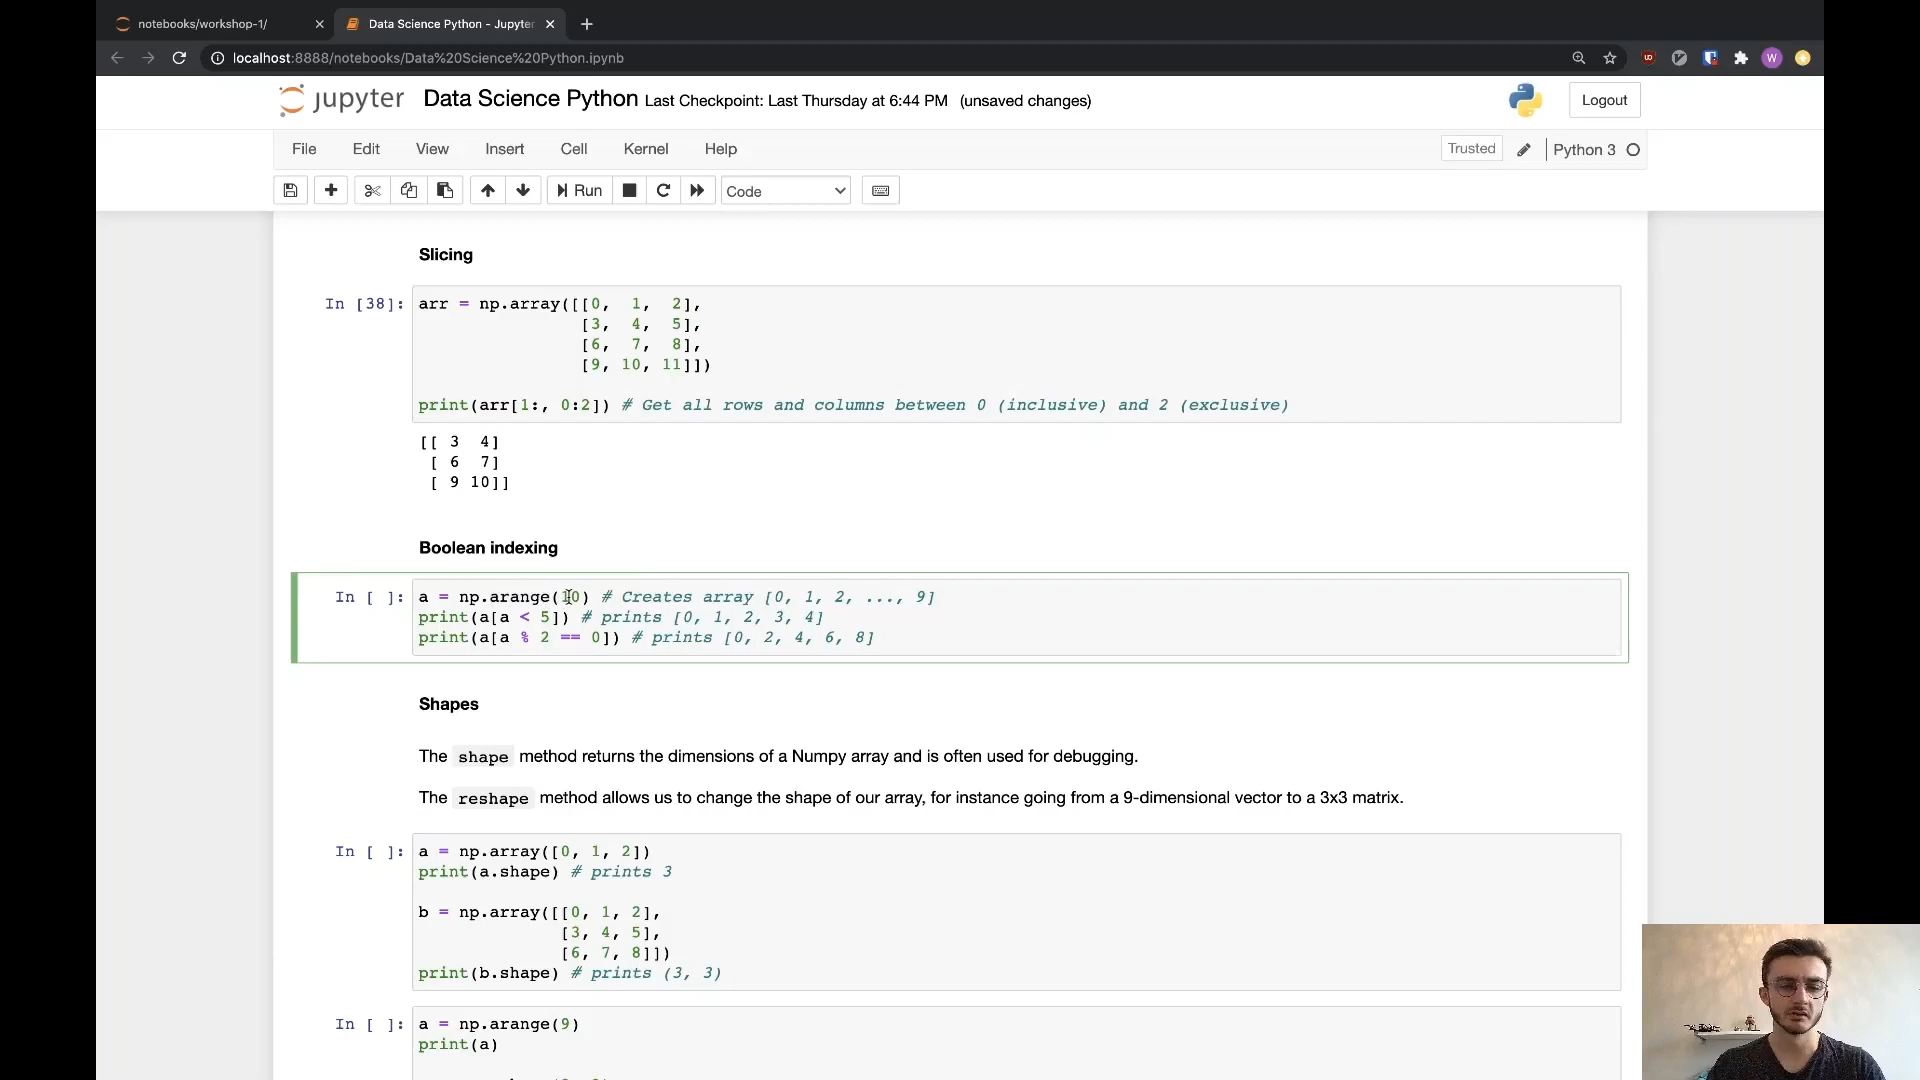 notebooks/workshop-1/
Data Science Python - Jupyter
localhost:8888/notebooks/Data%20Science%20Python.ipynb
W
jupyter Data Science Python Last Checkpoint: Last Thursday at 6:44 PM (unsaved changes)
Logout
File Edit View Insert Cell Kernel Help
Trusted Python 3
Run Code
Slicing
In [38]: arr = np.array([[0, 1, 2],
[3, 4, 5],
[6, 7, 8],
[9, 10, 11]])
print(arr[1:, 0:2]) # Get all rows and columns between 0 (inclusive) and 2 (exclusive)
[[ 3 4]
[ 6 7]
[ 9 10]]
Boolean indexing
In [ ]: a = np.arange(10) # Creates array [0, 1, 2, ..., 9]
print(a[a < 5]) # prints [0, 1, 2, 3, 4]
print(a[a % 2 == 0]) # prints [0, 2, 4, 6, 8]
Shapes
The shape method returns the dimensions of a Numpy array and is often used for debugging.
The reshape method allows us to change the shape of our array, for instance going from a 9-dimensional vector to a 3x3 matrix.
In [ ]: a = np.array([0, 1, 2])
print(a.shape) # prints 3
b = np.array([[0, 1, 2],
[3, 4, 5],
[6, 7, 8]])
print(b.shape) # prints (3, 3)
In [ ]: a = np.arange(9)
print(a)